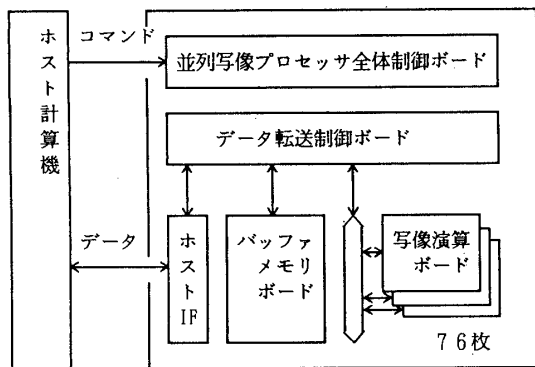 ホスト計算機
コマンド
並列写像プロセッサ全体制御ボード
データ転送制御ボード
データ
ホストIF
バッファ
メモリ
ボード
写像演算
ボード
76枚